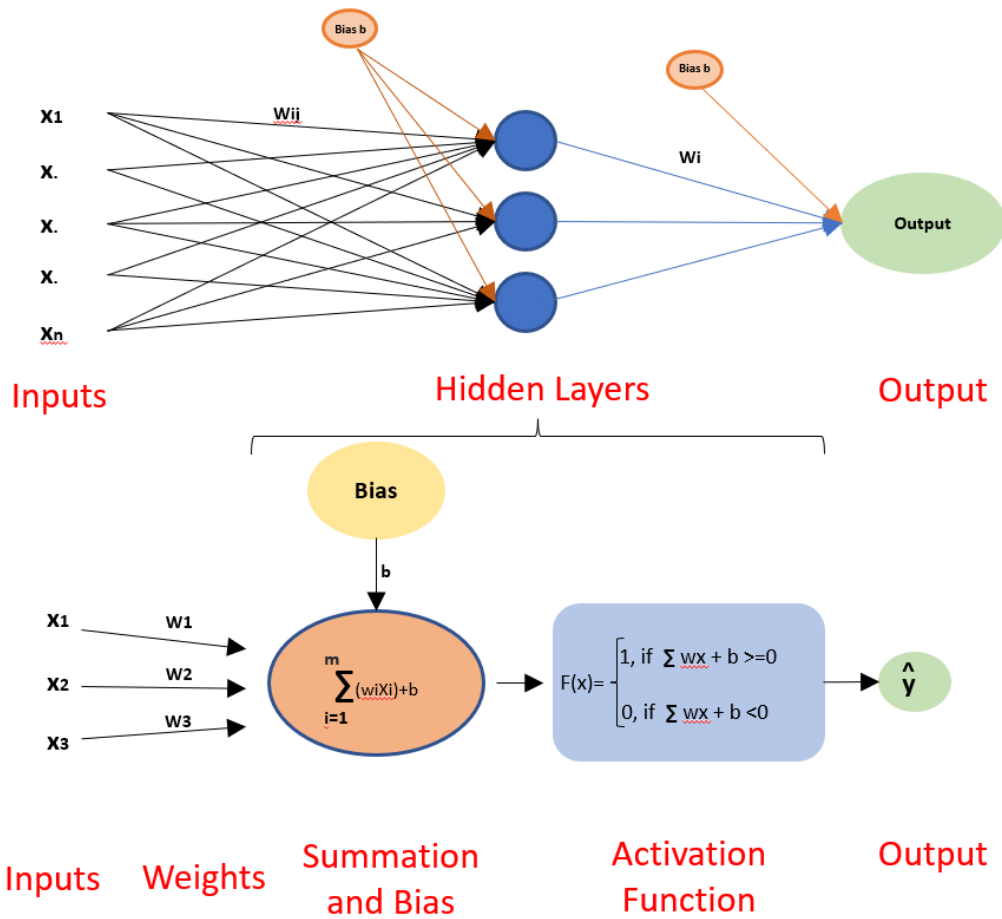 Bias b
Bias b
X1
Wij
X.
Wi
X.
Output
X.
Xn
Inputs
Hidden Layers
Output
Bias
b
X1
W1
X2
W2
X3
W3
m
∑(wiXi)+b
i=1
F(x)=
1, if ∑ wx + b >=0
0, if ∑ wx + b <0
^
y
Inputs
Weights
Summation
and Bias
Activation
Function
Output